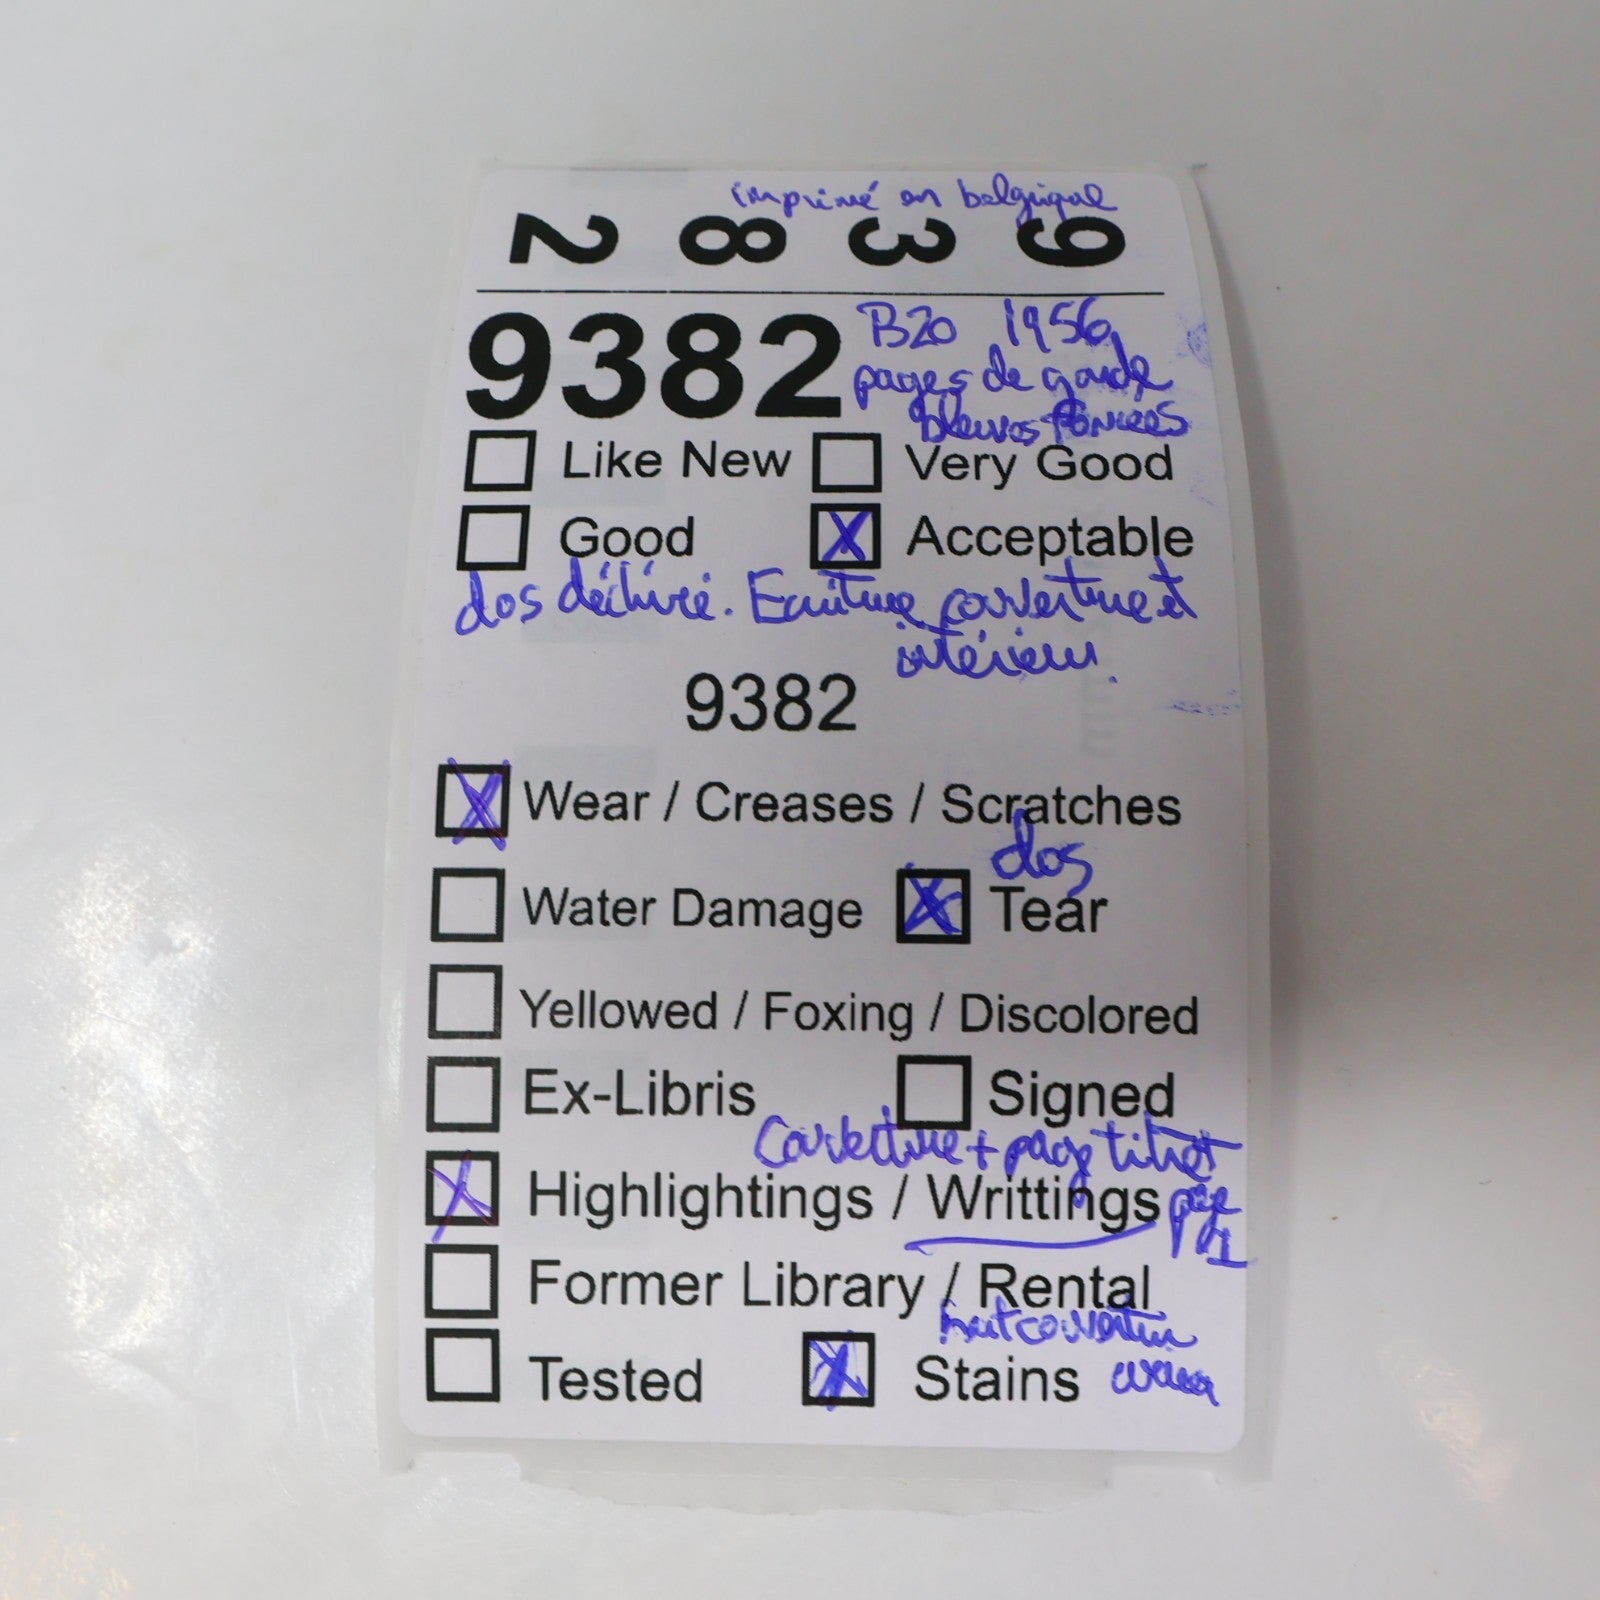 imprimé en belgique
2 8 3 9
9382 B20 1956
pages de garde
bleues foncées
Like New Very Good
Good X Acceptable
dos déchiré. Ecriture couverture et
intérieur.
9382
X Wear / Creases / Scratches
dos
Water Damage X Tear
Yellowed / Foxing / Discolored
Ex-Libris Signed
Couverture + page titre +
X Highlightings / Writtings page
1
Former Library / Rental
couverture
Tested X Stains